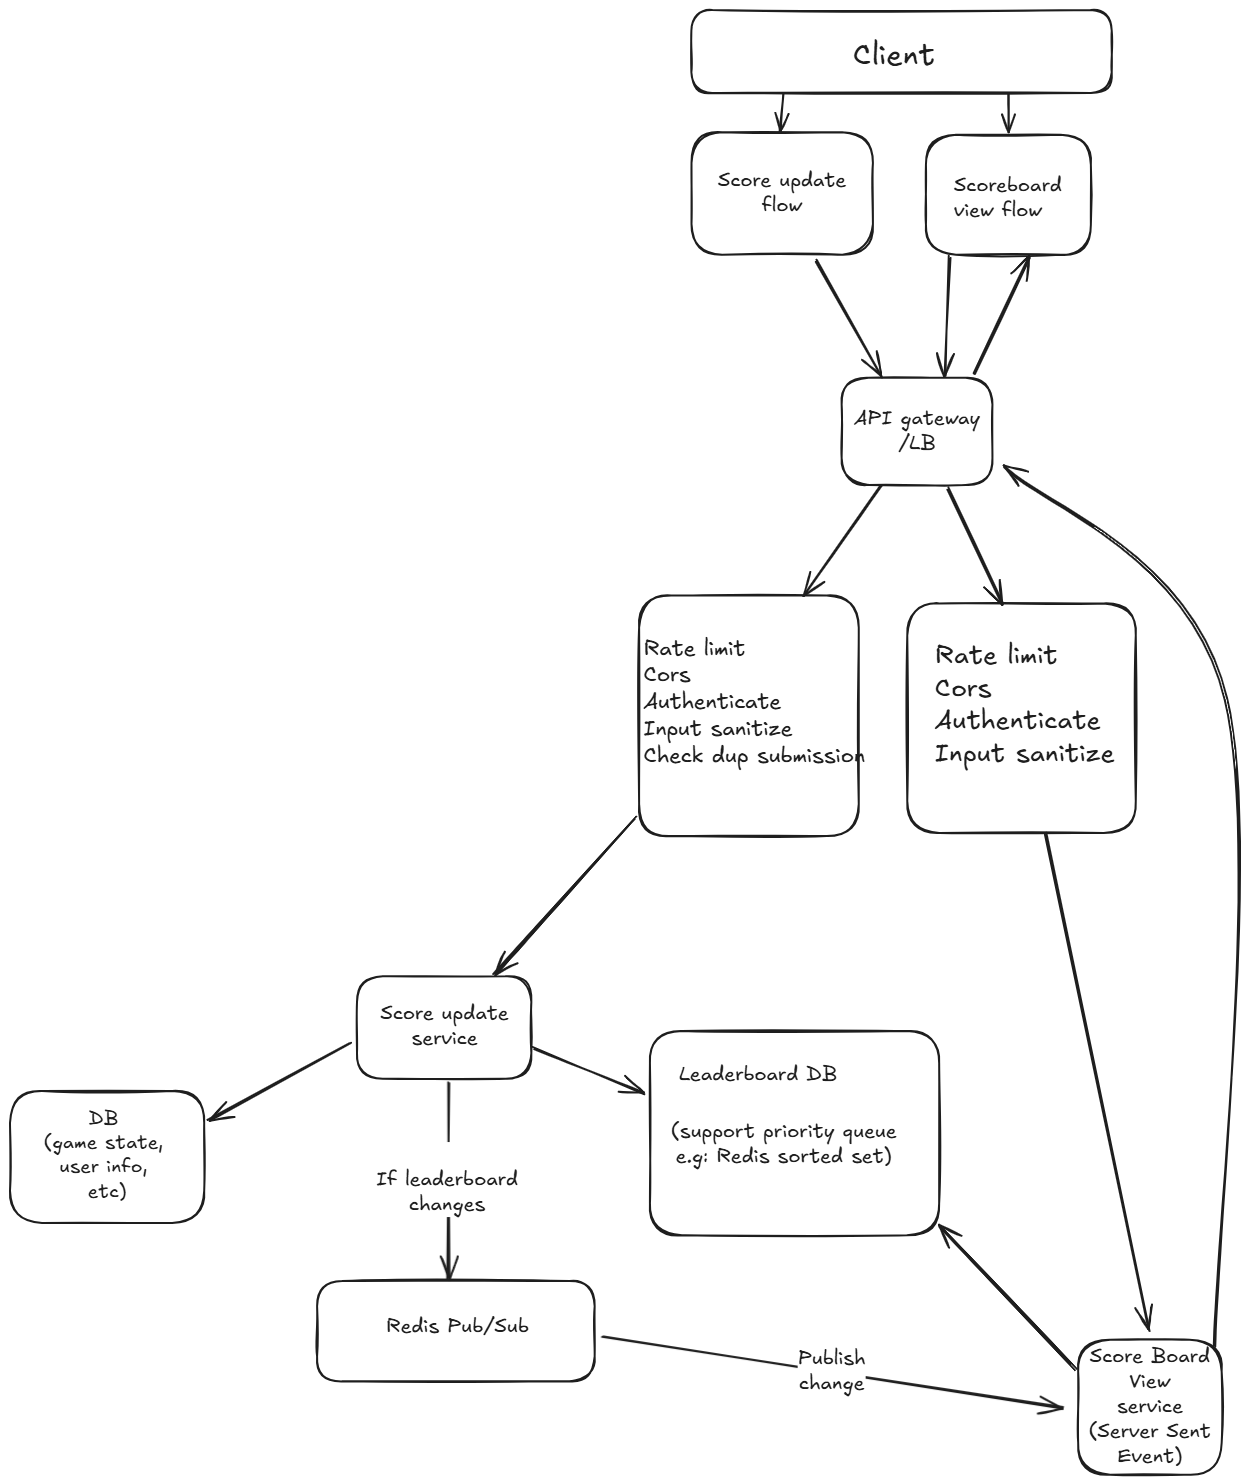 Client
Score update
flow
Scoreboard
view flow
API gateway
/LB
Rate limit
Cors
Authenticate
Input sanitize
Check dup submission
Rate limit
Cors
Authenticate
Input sanitize
Score update
service
DB
(game state,
user info,
etc)
Leaderboard DB
(support priority queue
e.g: Redis sorted set)
If leaderboard
changes
Redis Pub/Sub
Publish
change
Score Board
View
service
(Server Sent
Event)